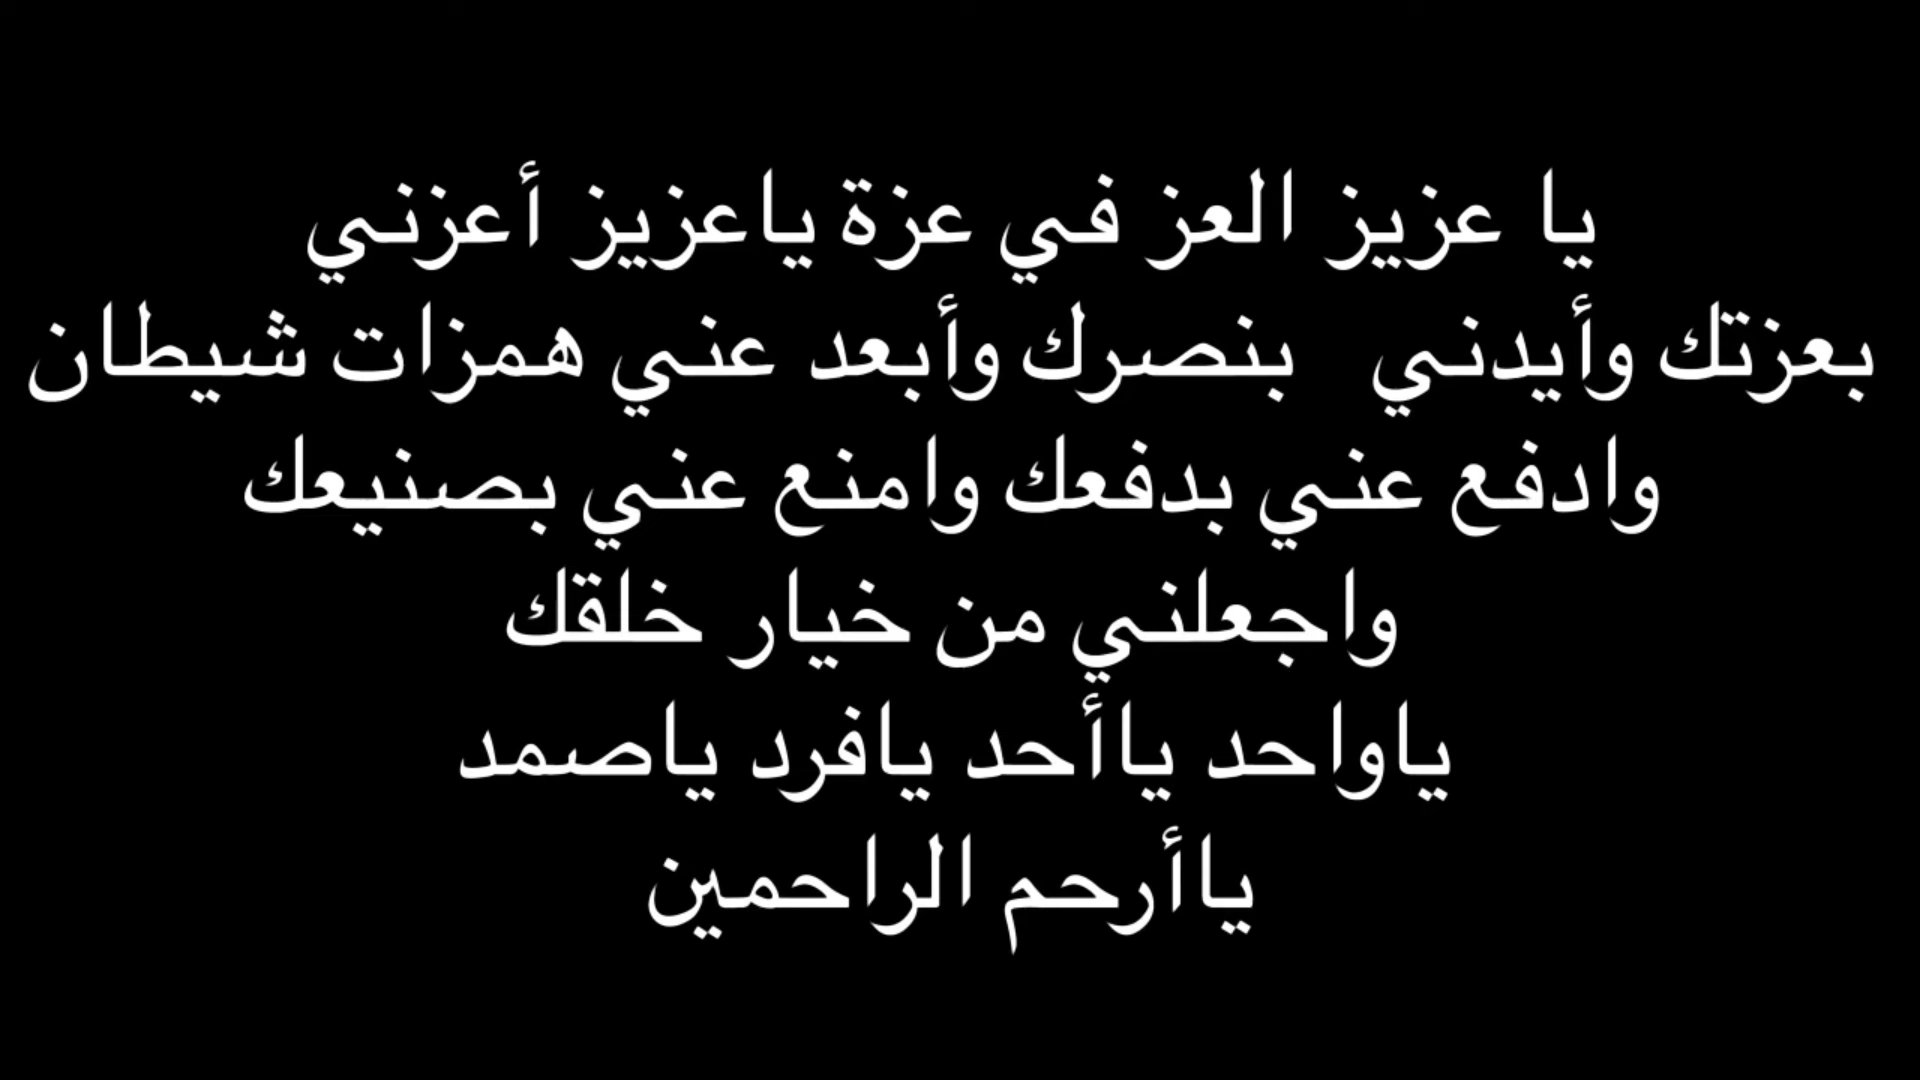 يا عزيز العز في عزة ياعزيز أعزني
بعزتك وأيدني بنصرك وأبعد عني همزات شيطان
وادفع عني بدفعك وامنع عني بصنيعك
واجعلني من خيار خلقك
ياواحد ياأحد يافرد ياصمد
ياأرحم الراحمين